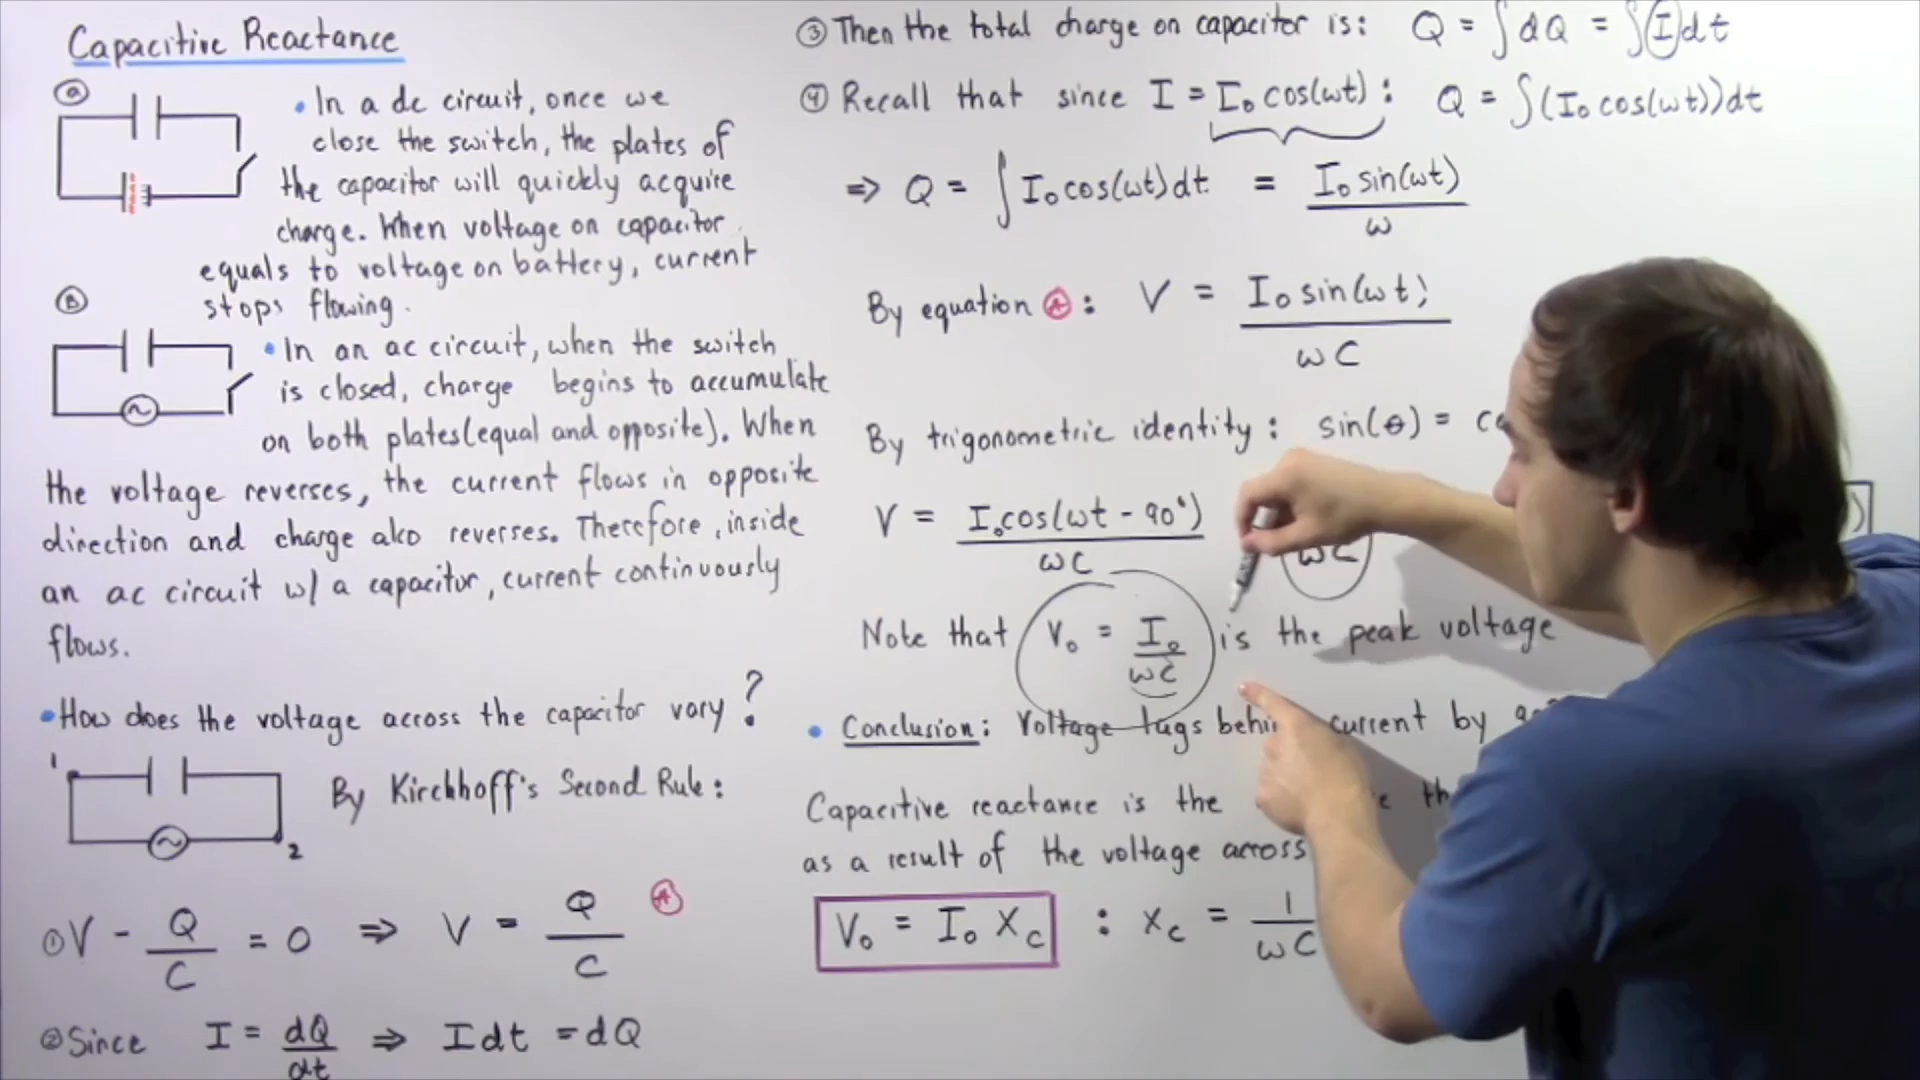 Capacitive Reactance
A
• In a dc circuit, once we
close the switch, the plates of
the capacitor will quickly acquire
charge. When voltage on capacitor
equals to voltage on battery, current
stops flowing.
B
• In an ac circuit, when the switch
is closed, charge begins to accumulate
on both plates (equal and opposite). When
the voltage reverses, the current flows in opposite
direction and charge also reverses. Therefore, inside
an ac circuit w/ a capacitor, current continuously
flows.
• How does the voltage across the capacitor vary?
1
2
By Kirchhoff's Second Rule:
① V - Q/C = 0 ⇒ V = Q/C A
② Since I = dQ/dt ⇒ Idt = dQ
③ Then the total charge on capacitor is: Q = ∫dQ = ∫Idt
④ Recall that since I = I₀cos(ωt): Q = ∫(I₀cos(ωt))dt
⇒ Q = ∫I₀cos(ωt)dt = I₀sin(ωt)/ω
By equation A: V = I₀sin(ωt)/ωC
By trigonometric identity: sin(θ) =
V = I₀cos(ωt - 90°)/ωC
ωC
Note that V₀ = I₀/ωC is the peak voltage
• Conclusion: Voltage lags current by
Capacitive reactance is the
as a result of the voltage across
V₀ = I₀Xc : Xc = 1/ωC